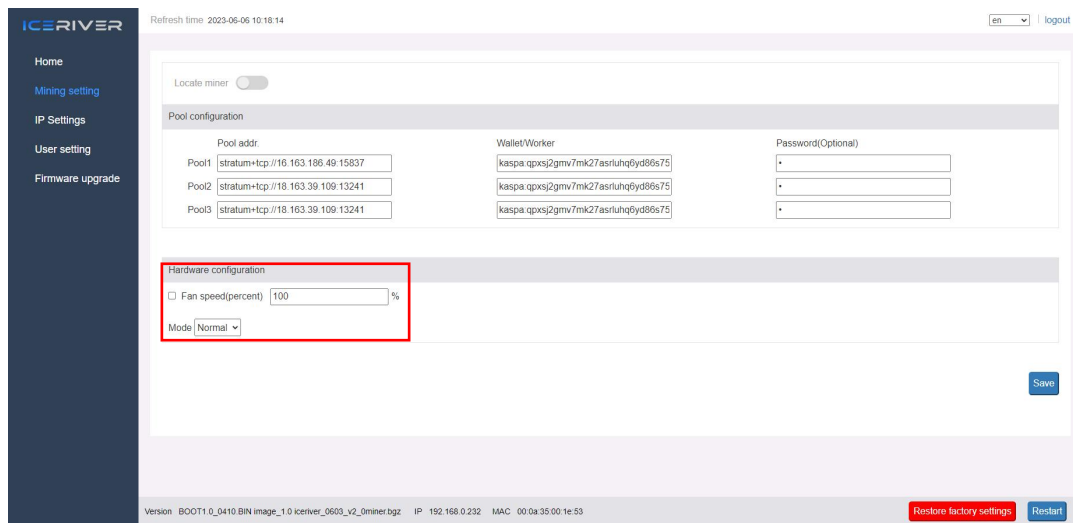 ICERIVER
Refresh time 2023-06-06 10:18:14
en
logout
Home
Mining setting
IP Settings
User setting
Firmware upgrade
Locate miner
Pool configuration
Pool addr. Wallet/Worker Password(Optional)
Pool1 stratum+tcp://16.163.186.49:15837 kaspa:qpxsj2gmv7mk27asrluhq6yd86s75 •
Pool2 stratum+tcp://18.163.39.109:13241 kaspa:qpxsj2gmv7mk27asrluhq6yd86s75 •
Pool3 stratum+tcp://18.163.39.109:13241 kaspa:qpxsj2gmv7mk27asrluhq6yd86s75 •
Hardware configuration
Fan speed(percent) 100 %
Mode Normal
Save
Version BOOT1.0_0410.BIN image_1.0 iceriver_0603_v2_0miner.bgz IP 192.168.0.232 MAC 00:0a:35:00:1e:53
Restore factory settings
Restart